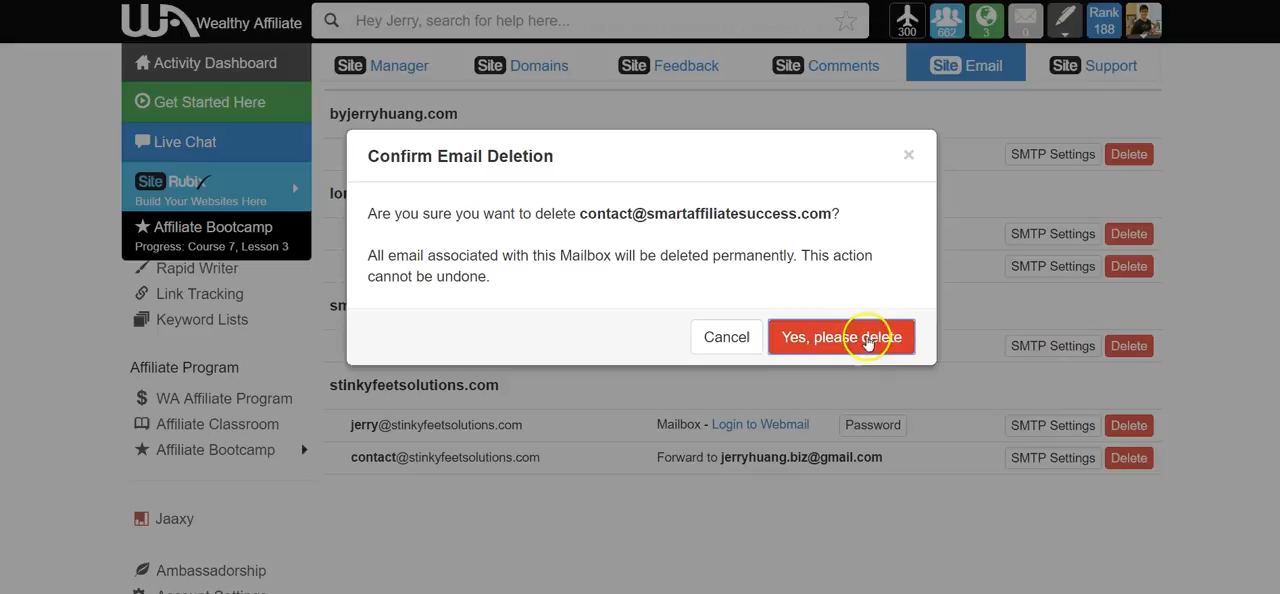 WA Wealthy Affiliate
Hey Jerry, search for help here...
300
662
3
0
Rank
188
Activity Dashboard
Get Started Here
Live Chat
Site Rubix
Build Your Websites Here
Affiliate Bootcamp
Progress: Course 7, Lesson 3
Rapid Writer
Link Tracking
Keyword Lists
Affiliate Program
$ WA Affiliate Program
Affiliate Classroom
Affiliate Bootcamp
Jaaxy
Ambassadorship
Account Settings
Site Manager
Site Domains
Site Feedback
Site Comments
Site Email
Site Support
byjerryhuang.com
SMTP Settings Delete
SMTP Settings Delete
SMTP Settings Delete
sm
SMTP Settings Delete
Confirm Email Deletion
×
Are you sure you want to delete contact@smartaffiliatesuccess.com?
All email associated with this Mailbox will be deleted permanently. This action
cannot be undone.
Cancel
Yes, please delete
stinkyfeetsolutions.com
jerry@stinkyfeetsolutions.com Mailbox - Login to Webmail Password SMTP Settings Delete
contact@stinkyfeetsolutions.com Forward to jerryhuang.biz@gmail.com SMTP Settings Delete